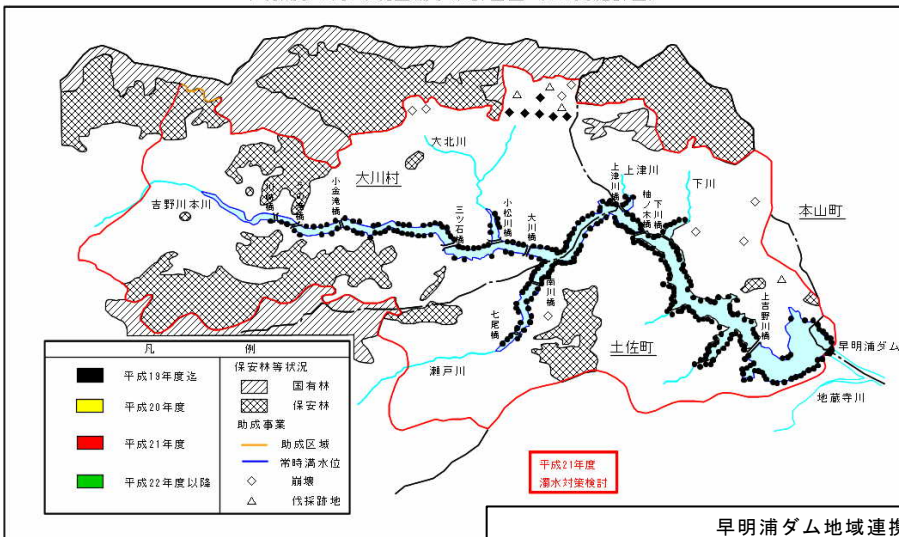 大北川
大川村
上津川橋
上津川
下川
柚ノ木橋
下川橋
本山町
小金滝橋
吉野川本川
三ツ石橋
小松川橋
大川橋
七尾橋
上吉野川橋
瀬戸川
土佐町
早明浦ダム
地蔵寺川
凡 例
平成19年度迄
平成20年度
平成21年度
平成22年度以降
保安林等状況
国有林
保安林
助成事業
助成区域
常時満水位
崩壊
伐採跡地
平成21年度
濁水対策検討
早明浦ダム地域連携